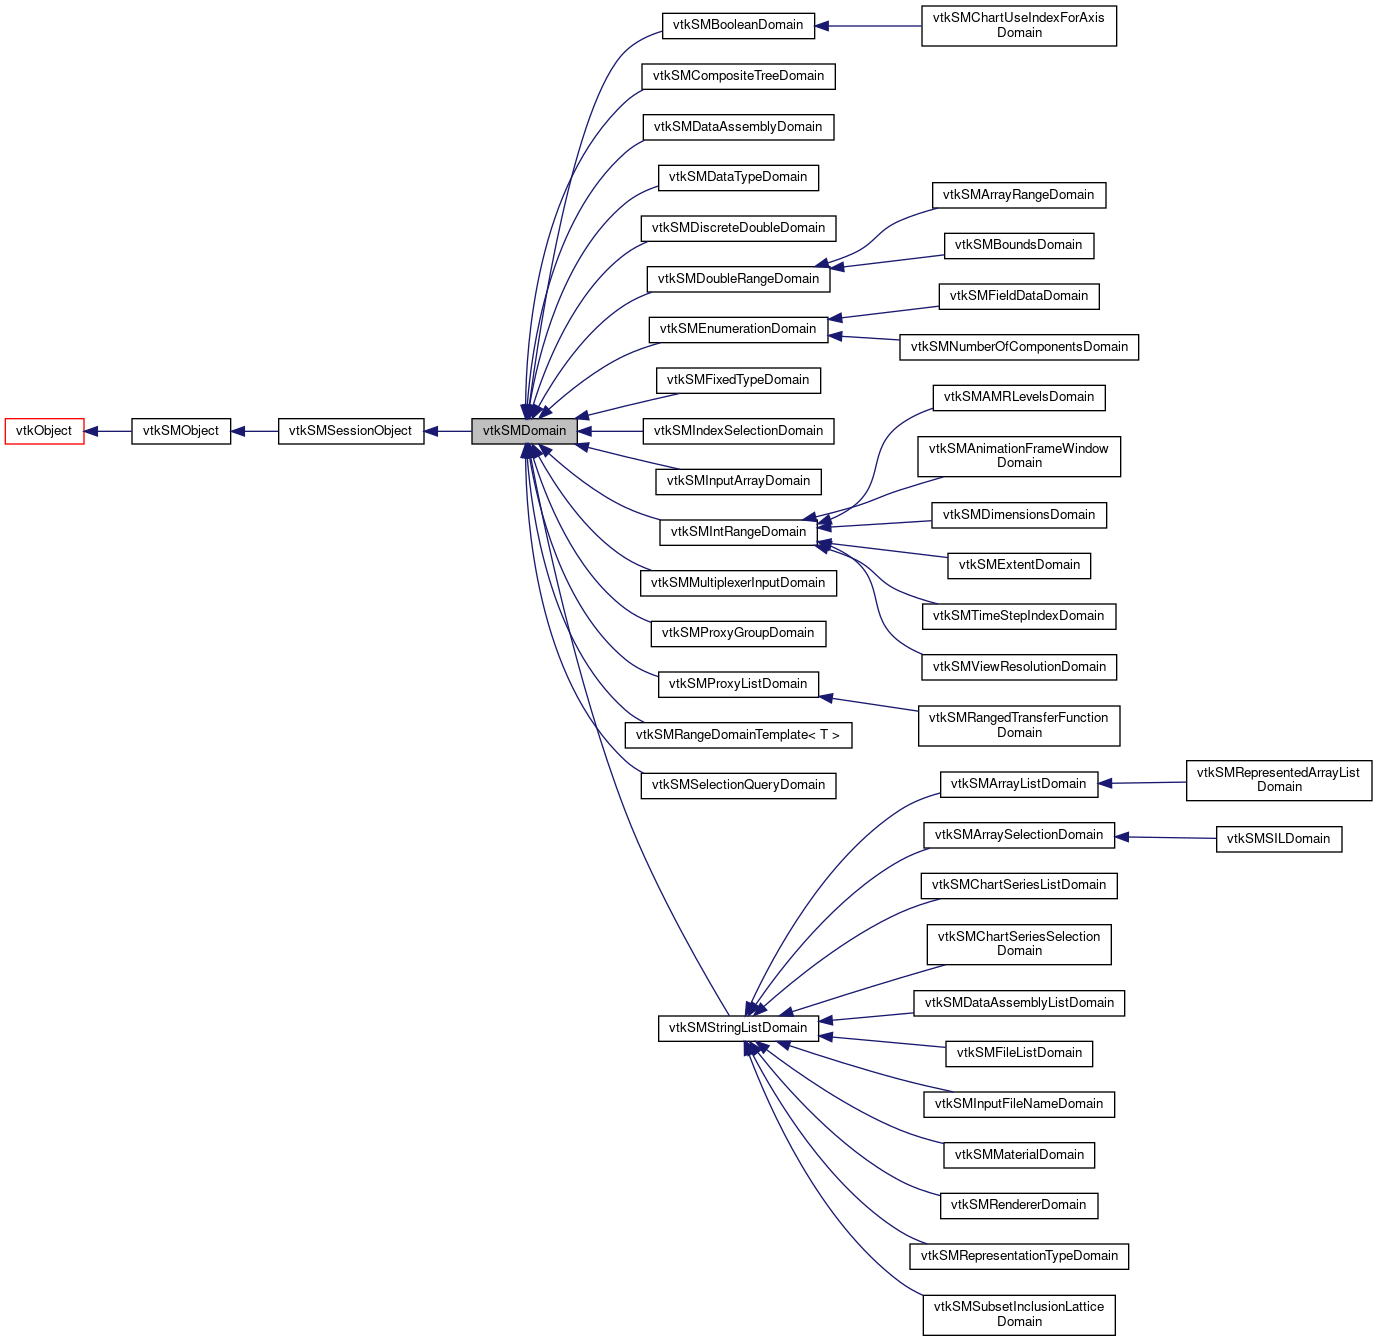 vtkObject
vtkSMObject
vtkSMSessionObject
vtkSMDomain
vtkSMBooleanDomain
vtkSMCompositeTreeDomain
vtkSMDataAssemblyDomain
vtkSMDataTypeDomain
vtkSMDiscreteDoubleDomain
vtkSMDoubleRangeDomain
vtkSMEnumerationDomain
vtkSMFixedTypeDomain
vtkSMIndexSelectionDomain
vtkSMInputArrayDomain
vtkSMIntRangeDomain
vtkSMMultiplexerInputDomain
vtkSMProxyGroupDomain
vtkSMProxyListDomain
vtkSMRangeDomainTemplate< T >
vtkSMSelectionQueryDomain
vtkSMStringListDomain
vtkSMChartUseIndexForAxis
Domain
vtkSMArrayRangeDomain
vtkSMBoundsDomain
vtkSMFieldDataDomain
vtkSMNumberOfComponentsDomain
vtkSMAMRLevelsDomain
vtkSMAnimationFrameWindow
Domain
vtkSMDimensionsDomain
vtkSMExtentDomain
vtkSMTimeStepIndexDomain
vtkSMViewResolutionDomain
vtkSMRangedTransferFunction
Domain
vtkSMArrayListDomain
vtkSMArraySelectionDomain
vtkSMChartSeriesListDomain
vtkSMChartSeriesSelection
Domain
vtkSMDataAssemblyListDomain
vtkSMFileListDomain
vtkSMInputFileNameDomain
vtkSMMaterialDomain
vtkSMRendererDomain
vtkSMRepresentationTypeDomain
vtkSMSubsetInclusionLattice
Domain
vtkSMRepresentedArrayList
Domain
vtkSMSILDomain